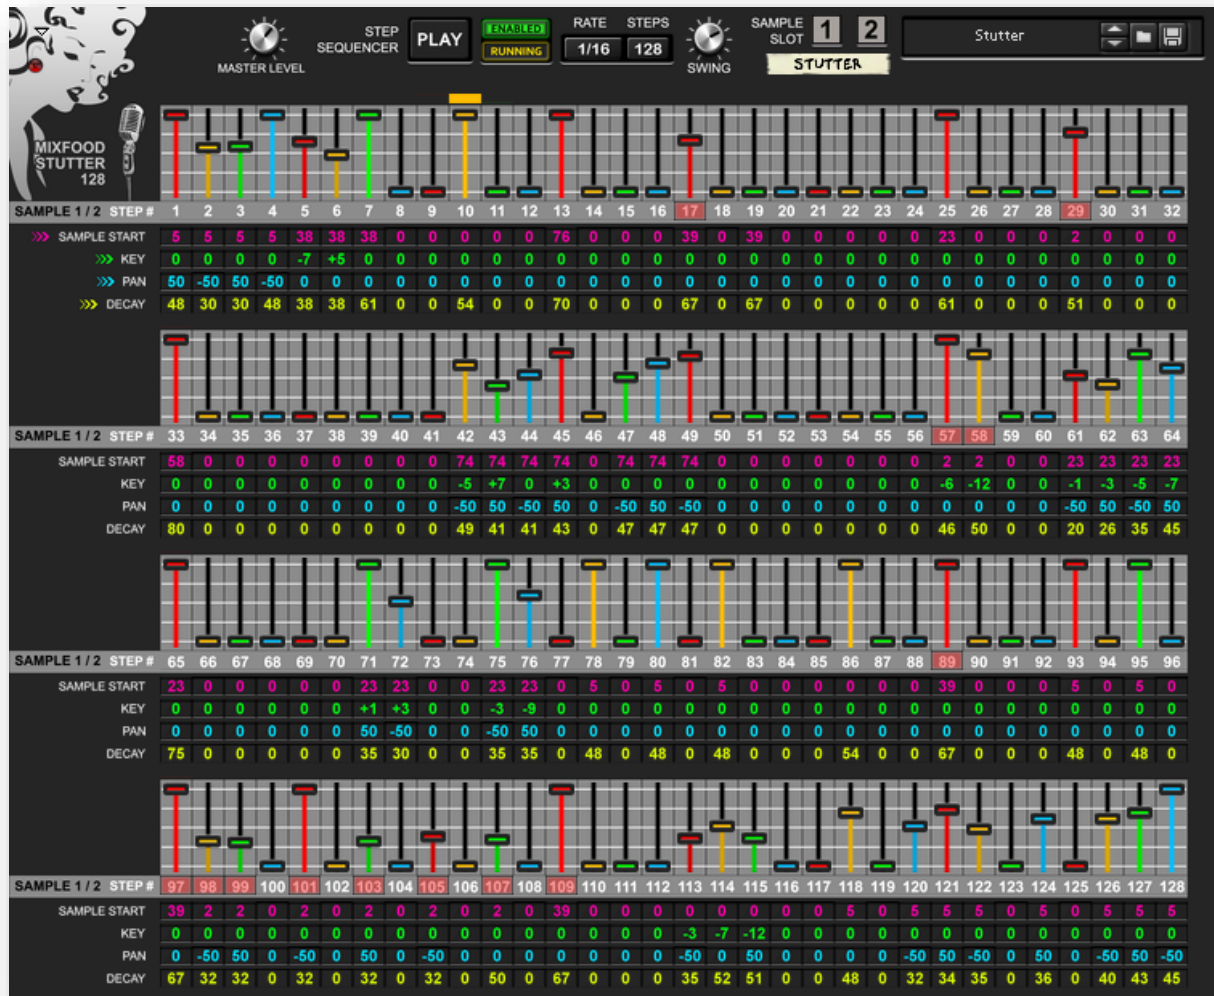 STEP SEQUENCER PLAY ENABLED RUNNING RATE STEPS 1/16 128 SAMPLE SLOT 1 2 Stutter
MASTER LEVEL SWING STUTTER
MIXFOOD
STUTTER
128
SAMPLE 1 / 2 STEP # 1 2 3 4 5 6 7 8 9 10 11 12 13 14 15 16 17 18 19 20 21 22 23 24 25 26 27 28 29 30 31 32
>>> SAMPLE START 5 5 5 5 38 38 38 0 0 0 0 0 76 0 0 0 39 0 39 0 0 0 0 0 23 0 0 0 2 0 0 0
>>> KEY 0 0 0 0 -7 +5 0 0 0 0 0 0 0 0 0 0 0 0 0 0 0 0 0 0 0 0 0 0 0 0 0 0
>>> PAN 50 -50 50 -50 0 0 0 0 0 0 0 0 0 0 0 0 0 0 0 0 0 0 0 0 0 0 0 0 0 0 0 0
>>> DECAY 48 30 30 48 38 38 61 0 0 54 0 0 70 0 0 0 67 0 67 0 0 0 0 0 61 0 0 0 51 0 0 0
SAMPLE 1 / 2 STEP # 33 34 35 36 37 38 39 40 41 42 43 44 45 46 47 48 49 50 51 52 53 54 55 56 57 58 59 60 61 62 63 64
SAMPLE START 58 0 0 0 0 0 0 0 0 74 74 74 74 0 74 74 74 0 0 0 0 0 0 0 2 2 0 0 23 23 23 23
KEY 0 0 0 0 0 0 0 0 0 -5 +7 0 +3 0 0 0 0 0 0 0 0 0 0 0 -6 -12 0 0 -1 -3 -5 -7
PAN 0 0 0 0 0 0 0 0 0 -50 50 -50 50 0 -50 50 -50 0 0 0 0 0 0 0 0 0 0 0 -50 50 -50 50
DECAY 80 0 0 0 0 0 0 0 0 49 41 41 43 0 47 47 47 0 0 0 0 0 0 0 46 50 0 0 20 26 35 45
SAMPLE 1 / 2 STEP # 65 66 67 68 69 70 71 72 73 74 75 76 77 78 79 80 81 82 83 84 85 86 87 88 89 90 91 92 93 94 95 96
SAMPLE START 23 0 0 0 0 0 23 23 0 0 23 23 0 5 0 5 0 5 0 0 0 0 0 0 39 0 0 0 5 0 5 0
KEY 0 0 0 0 0 0 +1 +3 0 0 -3 -9 0 0 0 0 0 0 0 0 0 0 0 0 0 0 0 0 0 0 0 0
PAN 0 0 0 0 0 0 50 -50 0 0 -50 50 0 0 0 0 0 0 0 0 0 0 0 0 0 0 0 0 0 0 0 0
DECAY 75 0 0 0 0 0 35 30 0 0 35 35 0 48 0 48 0 48 0 0 0 54 0 0 67 0 0 0 48 0 48 0
SAMPLE 1 / 2 STEP # 97 98 99 100 101 102 103 104 105 106 107 108 109 110 111 112 113 114 115 116 117 118 119 120 121 122 123 124 125 126 127 128
SAMPLE START 39 2 2 0 2 0 2 0 2 0 2 0 39 0 0 0 0 0 0 0 0 5 0 5 5 5 0 5 0 5 5 5
KEY 0 0 0 0 0 0 0 0 0 0 0 0 0 0 0 0 -3 -7 -12 0 0 0 0 0 0 0 0 0 0 0 0 0
PAN 0 -50 50 0 -50 0 50 0 -50 0 0 0 0 0 0 0 -50 0 50 0 0 0 0 -50 50 -50 0 50 0 -50 50 -50
DECAY 67 32 32 0 32 0 32 0 32 0 50 0 67 0 0 0 35 52 51 0 0 48 0 32 34 35 0 36 0 40 43 45